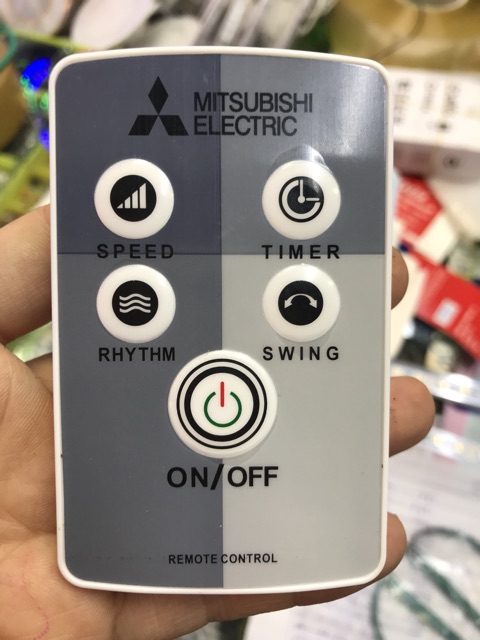 MITSUBISHI
ELECTRIC
SPEED
TIMER
RHYTHM
SWING
ON/OFF
REMOTE CONTROL